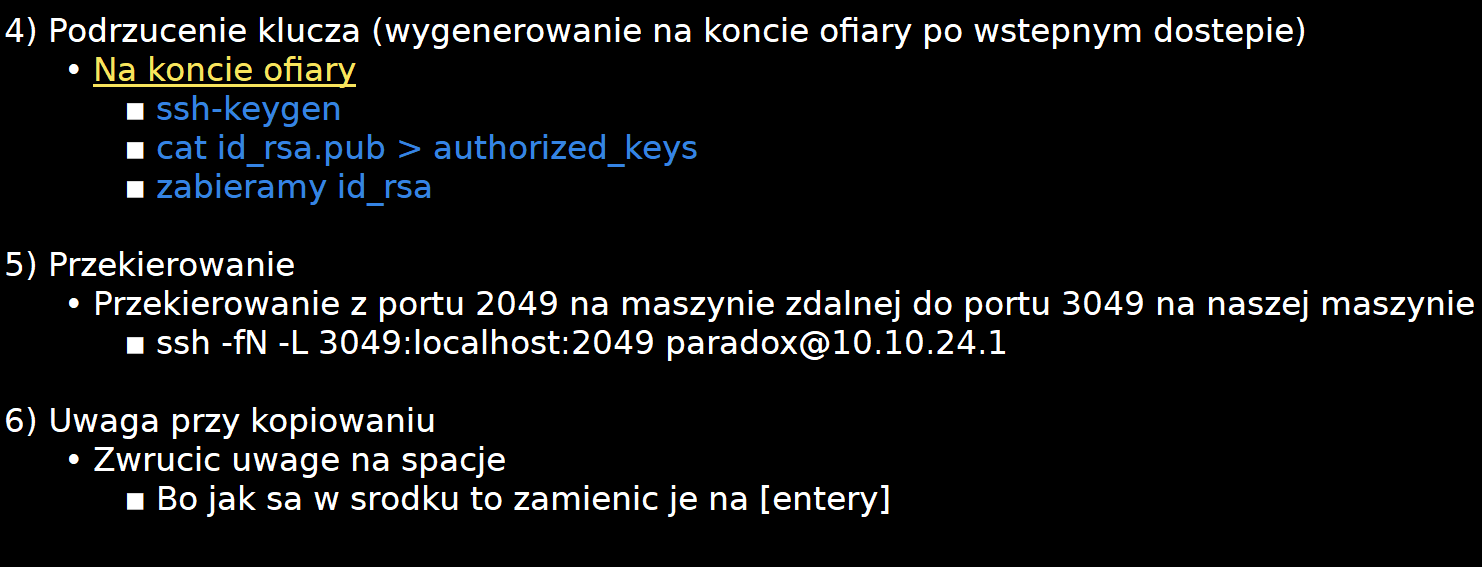 4) Podrzucenie klucza (wygenerowanie na koncie ofiary po wstepnym dostepie)
• Na koncie ofiary
▪ ssh-keygen
▪ cat id_rsa.pub > authorized_keys
▪ zabieramy id_rsa
5) Przekierowanie
• Przekierowanie z portu 2049 na maszynie zdalnej do portu 3049 na naszej maszynie
▪ ssh -fN -L 3049:localhost:2049 paradox@10.10.24.1
6) Uwaga przy kopiowaniu
• Zwrucic uwage na spacje
▪ Bo jak sa w srodku to zamienic je na [entery]